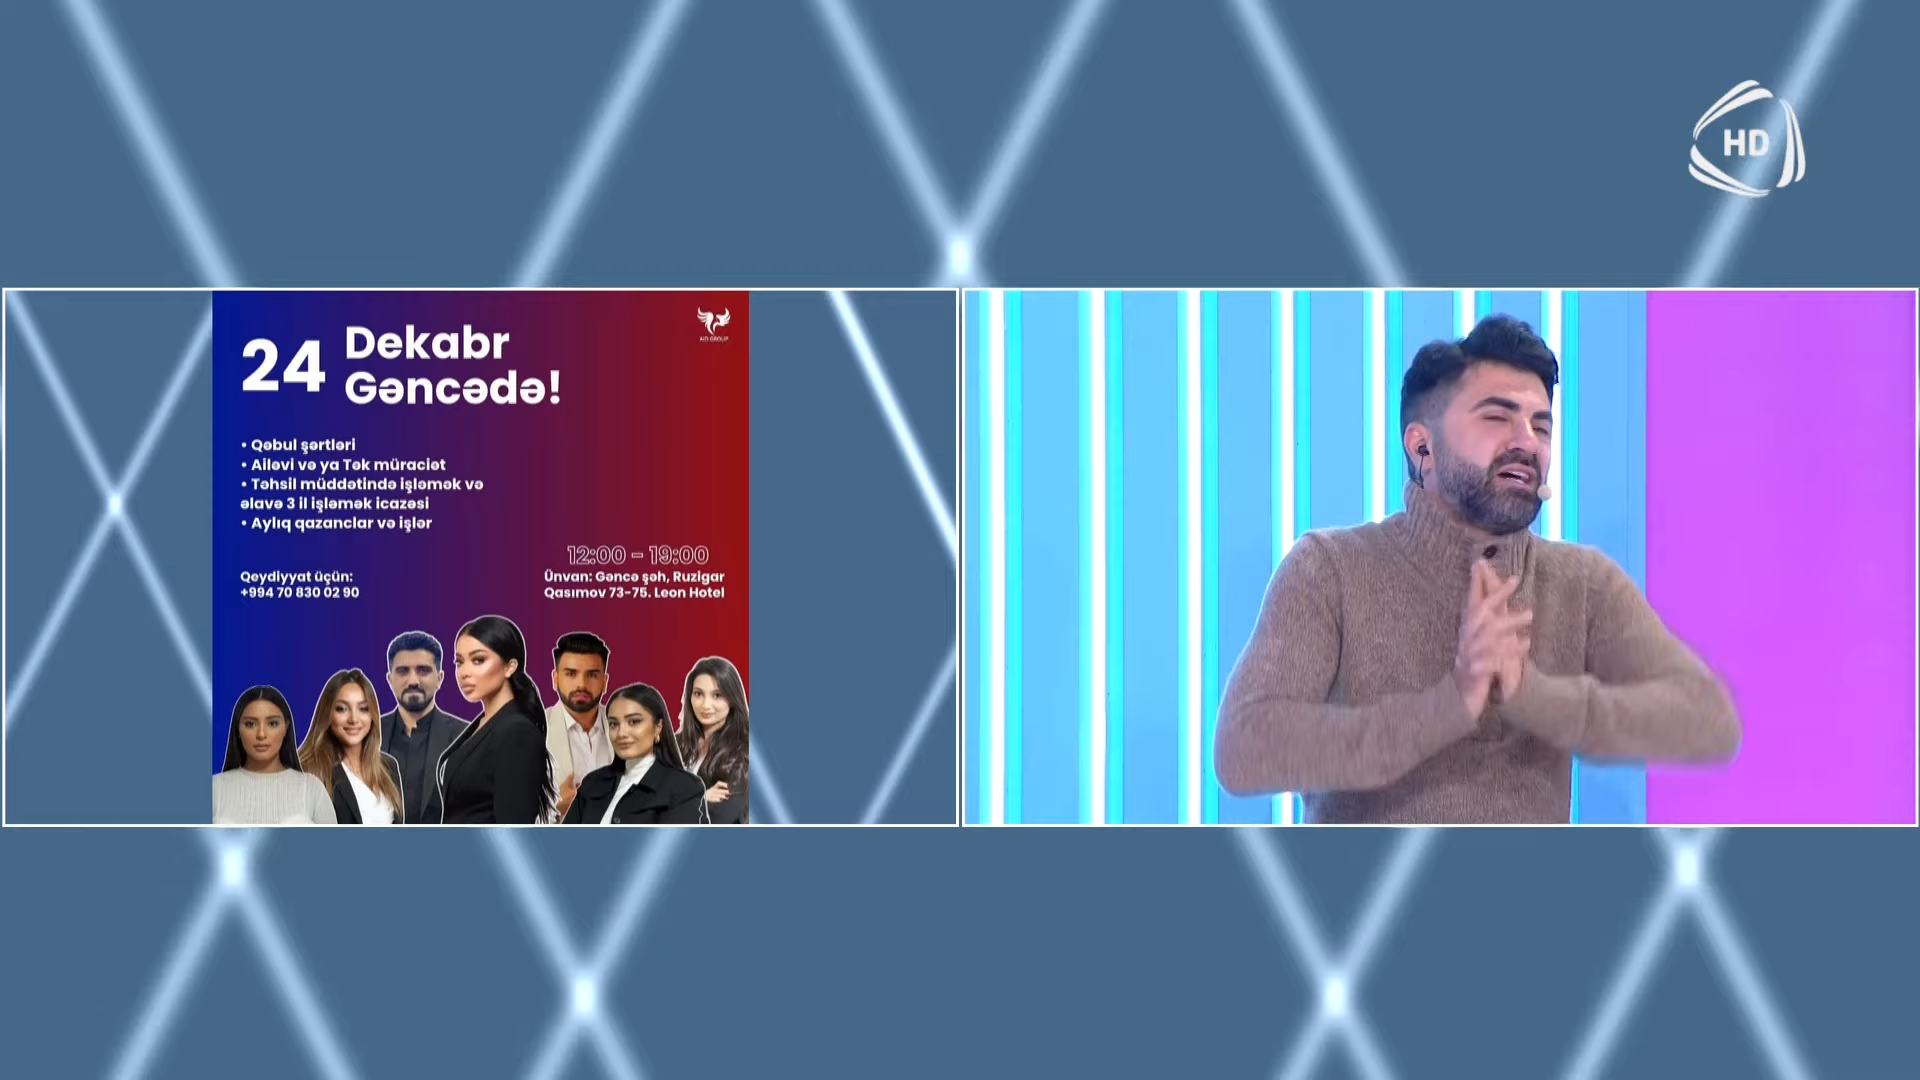 HD
24
Dekabr
Gəncədə!
AID GROUP
• Qəbul şərtləri
• Ailəvi və ya Tək müraciət
• Təhsil müddətində işləmək və
əlavə 3 il işləmək icazəsi
• Aylıq qazanclar və işlər
12:00 - 19:00
Qeydiyyat üçün:
+994 70 830 02 90
Ünvan: Gəncə şəh, Ruzigar
Qasımov 73-75. Leon Hotel